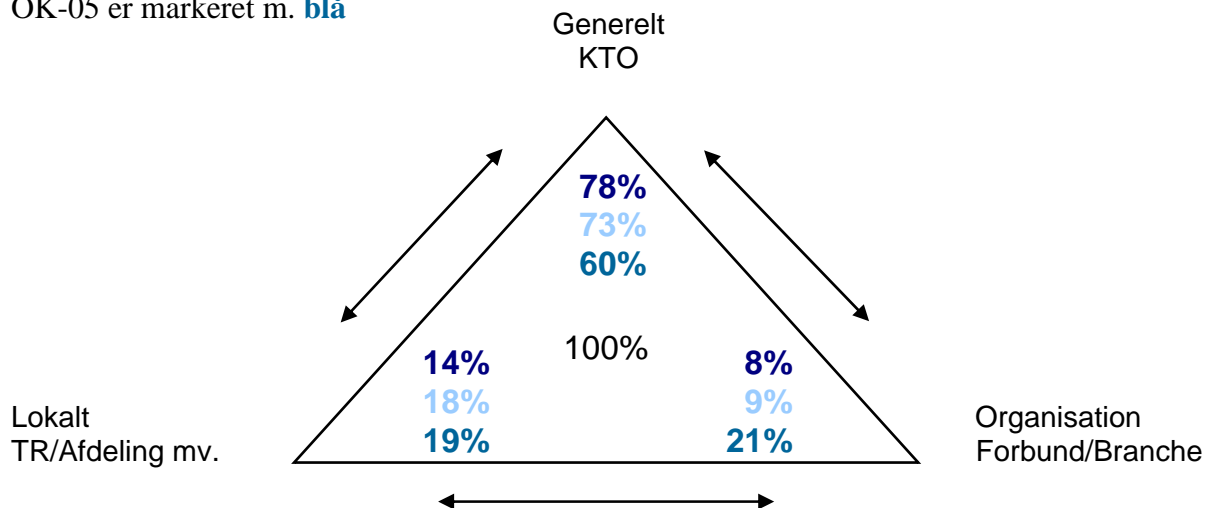 OK-05 er markeret m. blå
Generelt
KTO
78%
73%
60%
100%
14%
18%
19%
8%
9%
21%
Lokalt
TR/Afdeling mv.
Organisation
Forbund/Branche